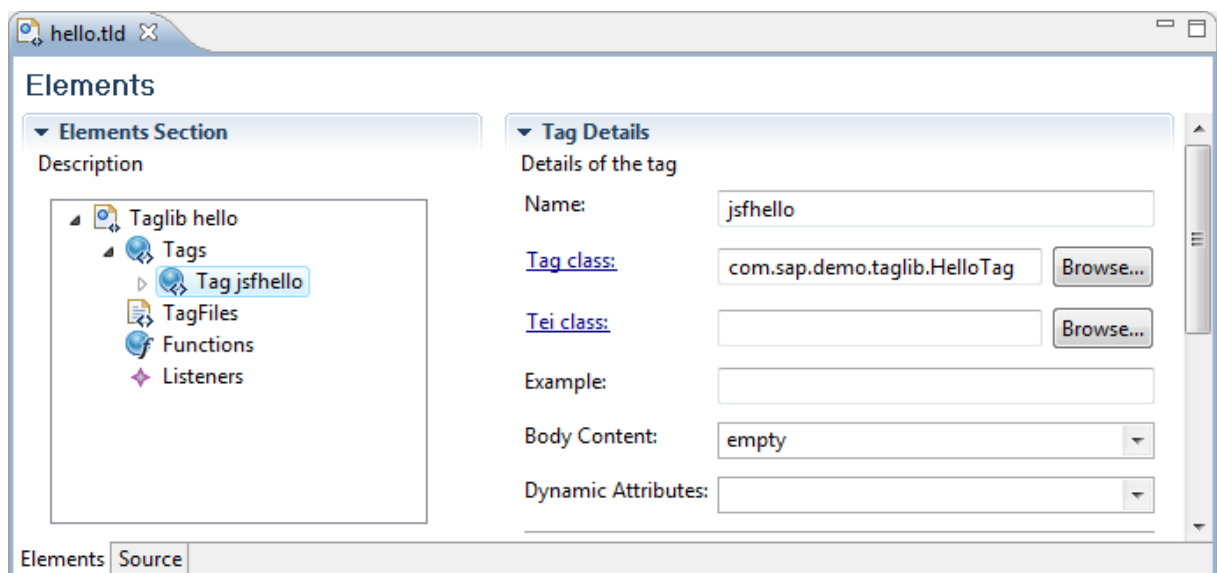 hello.tld
Elements
Elements Section
Description
Taglib hello
Tags
Tag jsfhello
TagFiles
Functions
Listeners
Tag Details
Details of the tag
Name: jsfhello
Tag class: com.sap.demo.taglib.HelloTag Browse...
Tei class: Browse...
Example:
Body Content: empty
Dynamic Attributes:
Elements Source